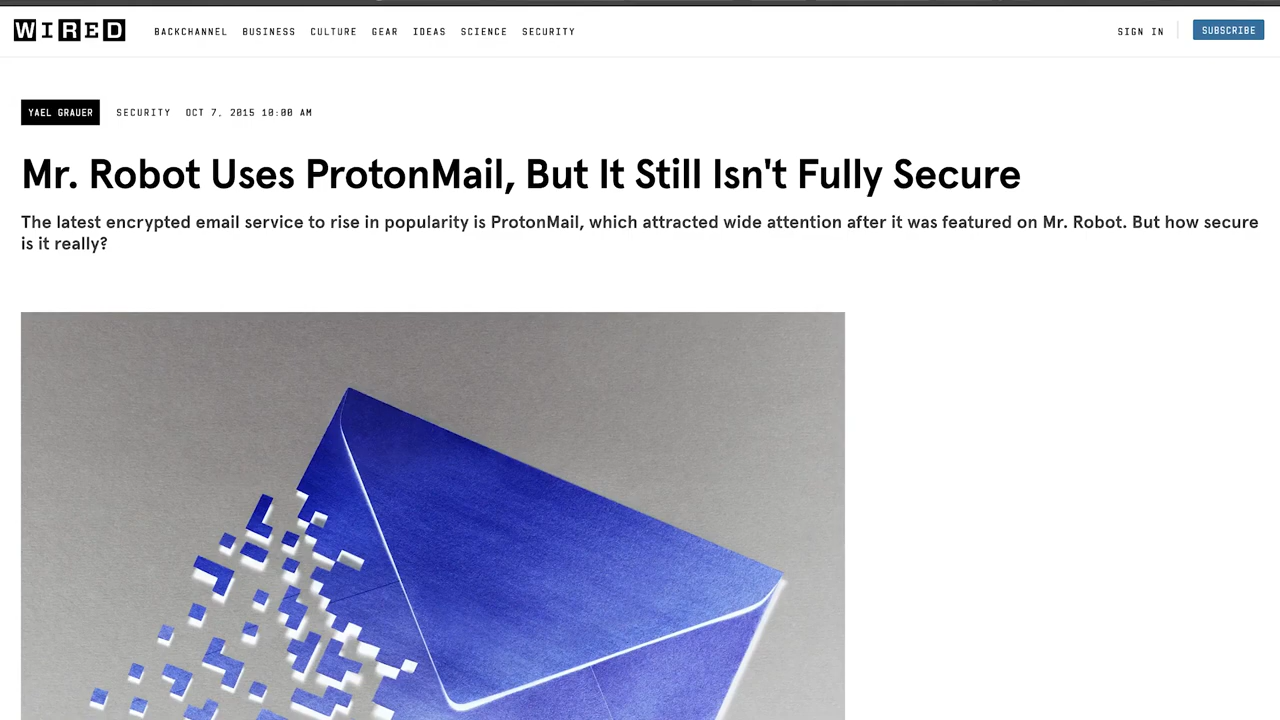 WIRED BACKCHANNEL BUSINESS CULTURE GEAR IDEAS SCIENCE SECURITY SIGN IN SUBSCRIBE
YAEL GRAUER SECURITY OCT 7, 2015 10:00 AM
Mr. Robot Uses ProtonMail, But It Still Isn't Fully Secure
The latest encrypted email service to rise in popularity is ProtonMail, which attracted wide attention after it was featured on Mr. Robot. But how secure
is it really?